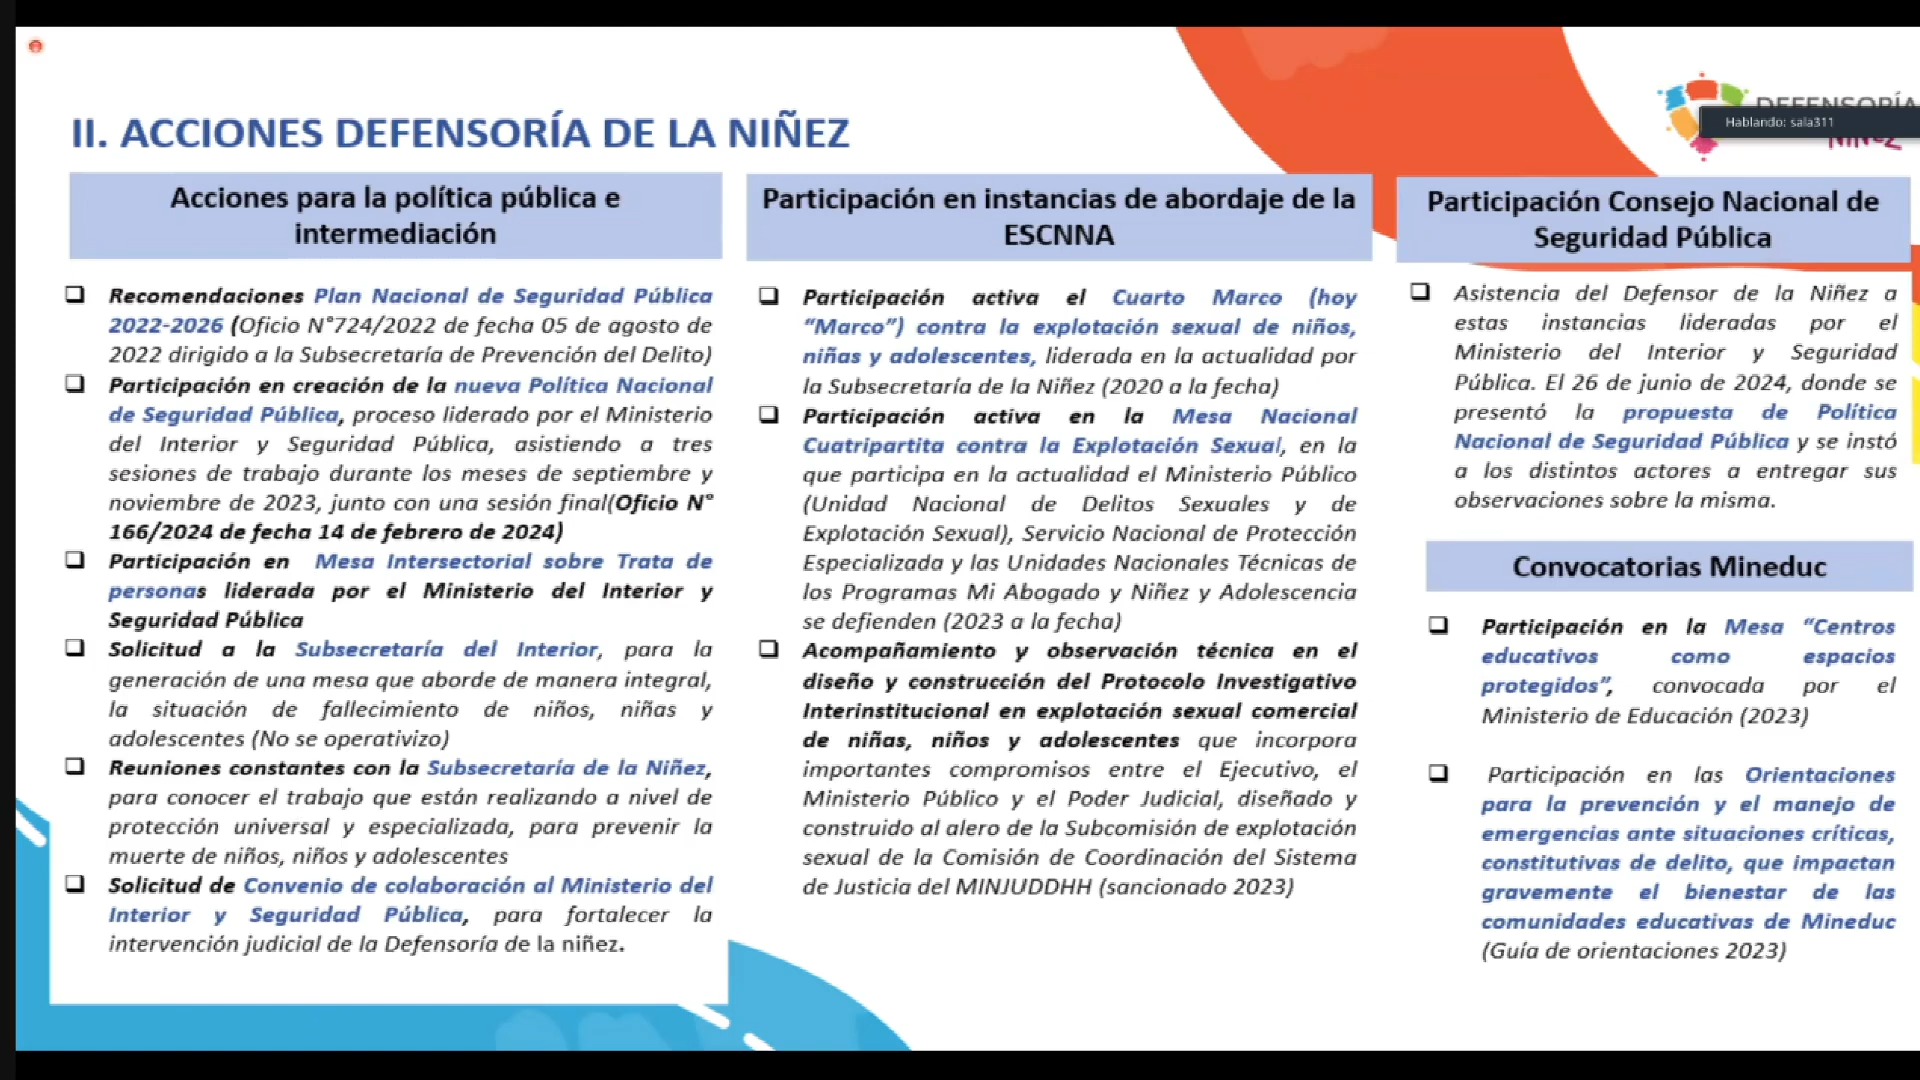 II. ACCIONES DEFENSORÍA DE LA NIÑEZ
DEFENSORÍA
Hablando: sala311
NIÑEZ
Acciones para la política pública e
intermediación
❑ Recomendaciones Plan Nacional de Seguridad Pública
2022-2026 (Oficio N°724/2022 de fecha 05 de agosto de
2022 dirigido a la Subsecretaría de Prevención del Delito)
❑ Participación en creación de la nueva Política Nacional
de Seguridad Pública, proceso liderado por el Ministerio
del Interior y Seguridad Pública, asistiendo a tres
sesiones de trabajo durante los meses de septiembre y
noviembre de 2023, junto con una sesión final(Oficio N°
166/2024 de fecha 14 de febrero de 2024)
❑ Participación en Mesa Intersectorial sobre Trata de
personas liderada por el Ministerio del Interior y
Seguridad Pública
❑ Solicitud a la Subsecretaría del Interior, para la
generación de una mesa que aborde de manera integral,
la situación de fallecimiento de niños, niñas y
adolescentes (No se operativizo)
❑ Reuniones constantes con la Subsecretaría de la Niñez,
para conocer el trabajo que están realizando a nivel de
protección universal y especializada, para prevenir la
muerte de niños, niños y adolescentes
❑ Solicitud de Convenio de colaboración al Ministerio del
Interior y Seguridad Pública, para fortalecer la
intervención judicial de la Defensoría de la niñez.
Participación en instancias de abordaje de la
ESCNNA
❑ Participación activa el Cuarto Marco (hoy
“Marco”) contra la explotación sexual de niños,
niñas y adolescentes, liderada en la actualidad por
la Subsecretaría de la Niñez (2020 a la fecha)
❑ Participación activa en la Mesa Nacional
Cuatripartita contra la Explotación Sexual, en la
que participa en la actualidad el Ministerio Público
(Unidad Nacional de Delitos Sexuales y de
Explotación Sexual), Servicio Nacional de Protección
Especializada y las Unidades Nacionales Técnicas de
los Programas Mi Abogado y Niñez y Adolescencia
se defienden (2023 a la fecha)
❑ Acompañamiento y observación técnica en el
diseño y construcción del Protocolo Investigativo
Interinstitucional en explotación sexual comercial
de niñas, niños y adolescentes que incorpora
importantes compromisos entre el Ejecutivo, el
Ministerio Público y el Poder Judicial, diseñado y
construido al alero de la Subcomisión de explotación
sexual de la Comisión de Coordinación del Sistema
de Justicia del MINJUDDHH (sancionado 2023)
Participación Consejo Nacional de
Seguridad Pública
❑ Asistencia del Defensor de la Niñez a
estas instancias lideradas por el
Ministerio del Interior y Seguridad
Pública. El 26 de junio de 2024, donde se
presentó la propuesta de Política
Nacional de Seguridad Pública y se instó
a los distintos actores a entregar sus
observaciones sobre la misma.
Convocatorias Mineduc
❑ Participación en la Mesa “Centros
educativos como espacios
protegidos”, convocada por el
Ministerio de Educación (2023)
❑ Participación en las Orientaciones
para la prevención y el manejo de
emergencias ante situaciones críticas,
constitutivas de delito, que impactan
gravemente el bienestar de las
comunidades educativas de Mineduc
(Guía de orientaciones 2023)